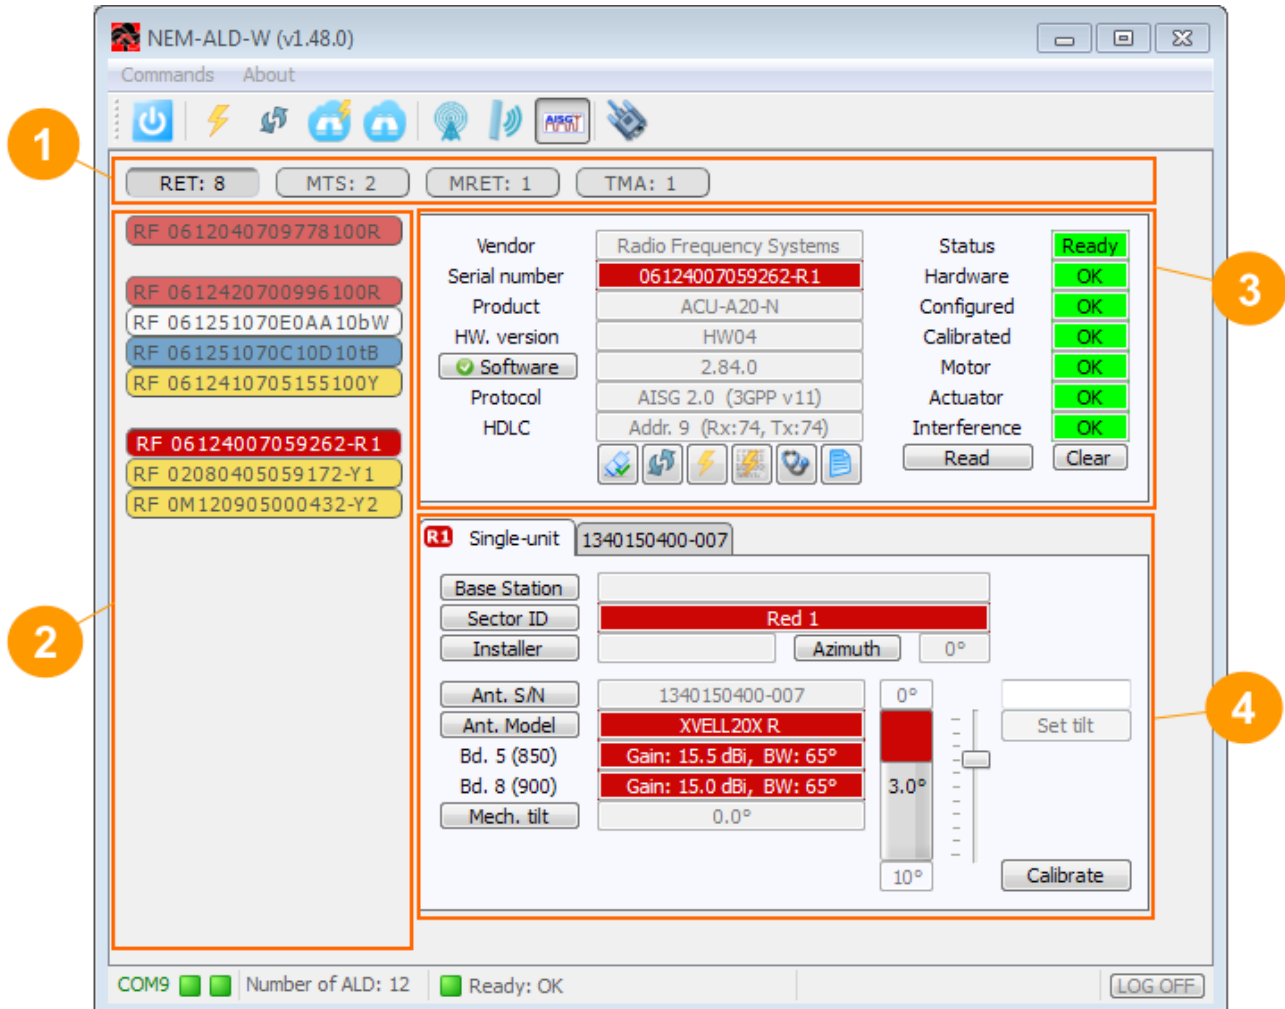 NEM-ALD-W (v1.48.0)
Commands About
AISG
1
RET: 8 MTS: 2 MRET: 1 TMA: 1
2
RF 0612040709778100R
RF 0612420700996100R
RF 061251070E0AA10bW
RF 061251070C10D10tB
RF 0612410705155100Y
RF 06124007059262-R1
RF 02080405059172-Y1
RF 0M120905000432-Y2
3
Vendor Radio Frequency Systems Status Ready
Serial number 06124007059262-R1 Hardware OK
Product ACU-A20-N Configured OK
HW. version HW04 Calibrated OK
Software 2.84.0 Motor OK
Protocol AISG 2.0 (3GPP v11) Actuator OK
HDLC Addr. 9 (Rx:74, Tx:74) Interference OK
Read Clear
4
R1 Single-unit 1340150400-007
Base Station
Sector ID Red 1
Installer Azimuth 0°
Ant. S/N 1340150400-007 0°
Ant. Model XVELL20X R Set tilt
Bd. 5 (850) Gain: 15.5 dBi, BW: 65°
Bd. 8 (900) Gain: 15.0 dBi, BW: 65° 3.0°
Mech. tilt 0.0°
10° Calibrate
COM9 Number of ALD: 12 Ready: OK LOG OFF